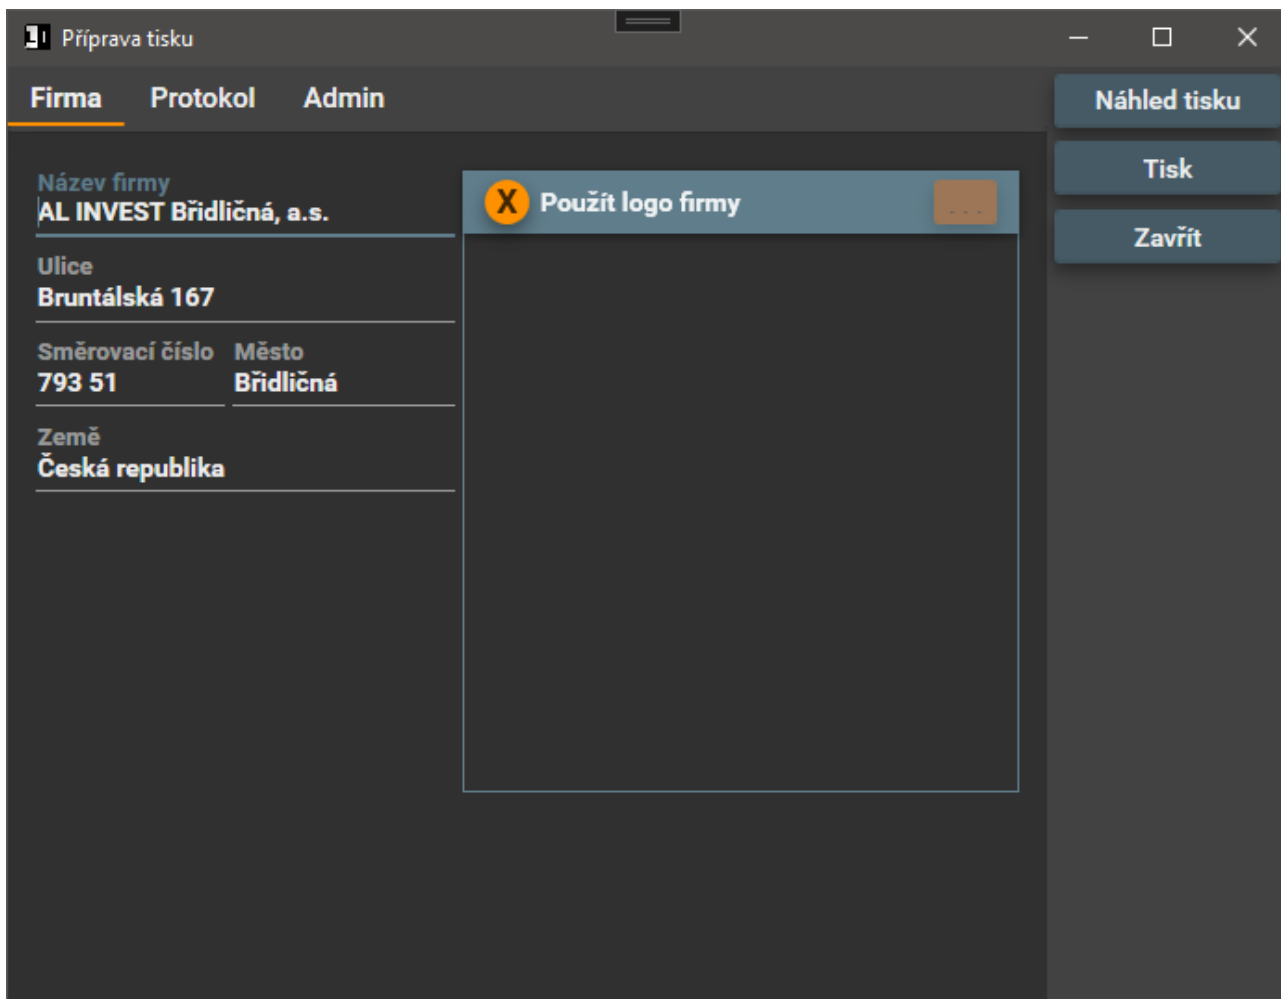 Příprava tisku
Firma Protokol Admin
Náhled tisku
Tisk
Zavřít
Název firmy
AL INVEST Břidličná, a.s.
Ulice
Bruntálská 167
Směrovací číslo Město
793 51 Břidličná
Země
Česká republika
X Použít logo firmy ...